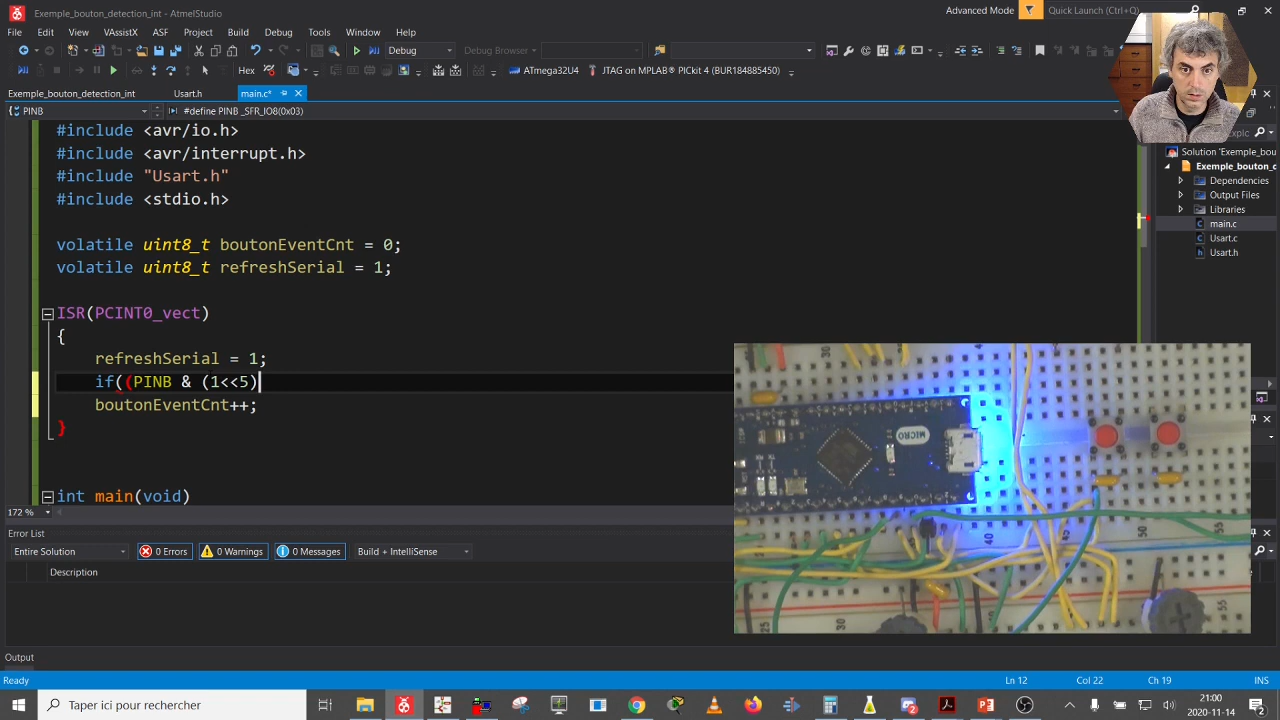 Exemple_bouton_detection_int - AtmelStudio
Advanced Mode
Quick Launch (Ctrl+Q)
File Edit View VAssistX ASF Project Build Debug Tools Window Help
Debug
Debug Browser
Hex
ATmega32U4
JTAG on MPLAB® PICkit 4 (BUR184885450)
Exemple_bouton_detection_int Usart.h main.c*
PINB
#define PINB _SFR_IO8(0x03)
#include <avr/io.h>
#include <avr/interrupt.h>
#include "Usart.h"
#include <stdio.h>
volatile uint8_t boutonEventCnt = 0;
volatile uint8_t refreshSerial = 1;
ISR(PCINT0_vect)
{
refreshSerial = 1;
if((PINB & (1<<5)
boutonEventCnt++;
}
int main(void)
172 %
Solution 'Exemple_bou
Exemple_bouton_c
Dependencies
Output Files
Libraries
main.c
Usart.c
Usart.h
MICRO
Error List
Entire Solution
0 Errors
0 Warnings
0 Messages
Build + IntelliSense
Description
Output
Ready
Ln 12
Col 22
Ch 19
INS
Taper ici pour rechercher
21:00
2020-11-14
2